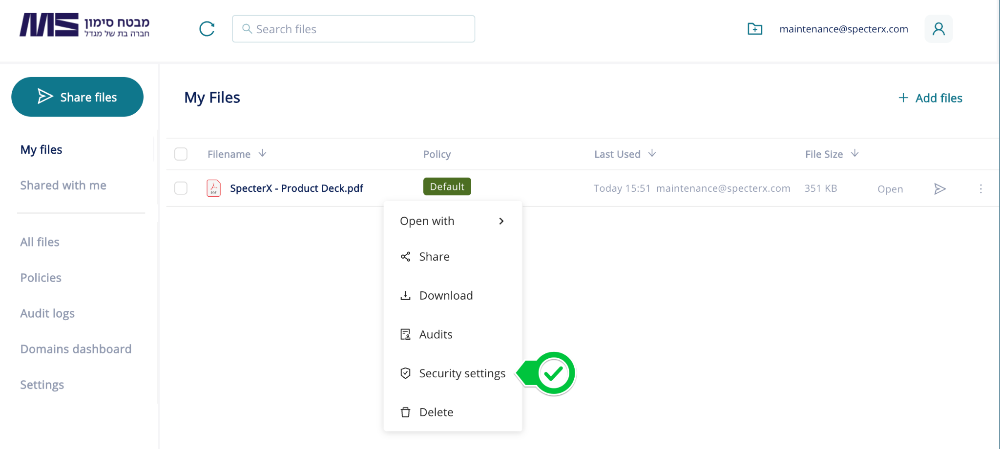 מבטח סימון
חברה בת של מגדל
Search files
maintenance@specterx.com
Share files
My files
Shared with me
All files
Policies
Audit logs
Domains dashboard
Settings
My Files
+ Add files
Filename Policy Last Used File Size
PDF SpecterX - Product Deck.pdf Default Today 15:51 maintenance@specterx.com 351 KB Open
Open with
Share
Download
Audits
Security settings
Delete